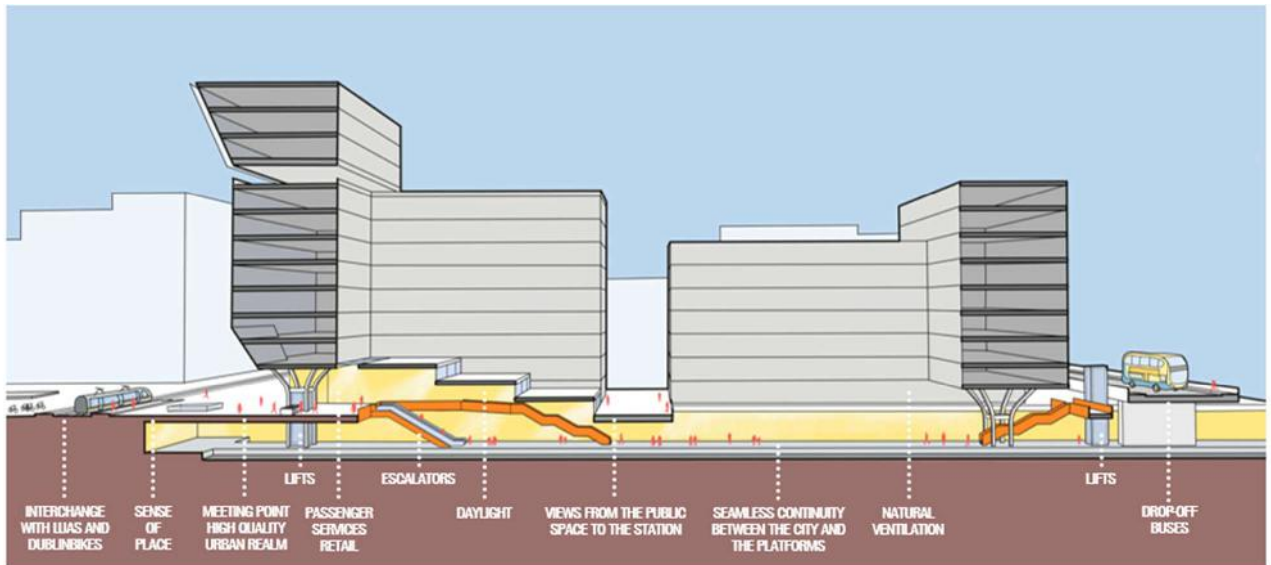 LIFTS
ESCALATORS
LIFTS
INTERCHANGE
WITH LUAS AND
DUBLINBIKES
SENSE
OF
PLACE
MEETING POINT
HIGH QUALITY
URBAN REALM
PASSENGER
SERVICES
RETAIL
DAYLIGHT
VIEWS FROM THE PUBLIC
SPACE TO THE STATION
SEAMLESS CONTINUITY
BETWEEN THE CITY AND
THE PLATFORMS
NATURAL
VENTILATION
DROP-OFF
BUSES